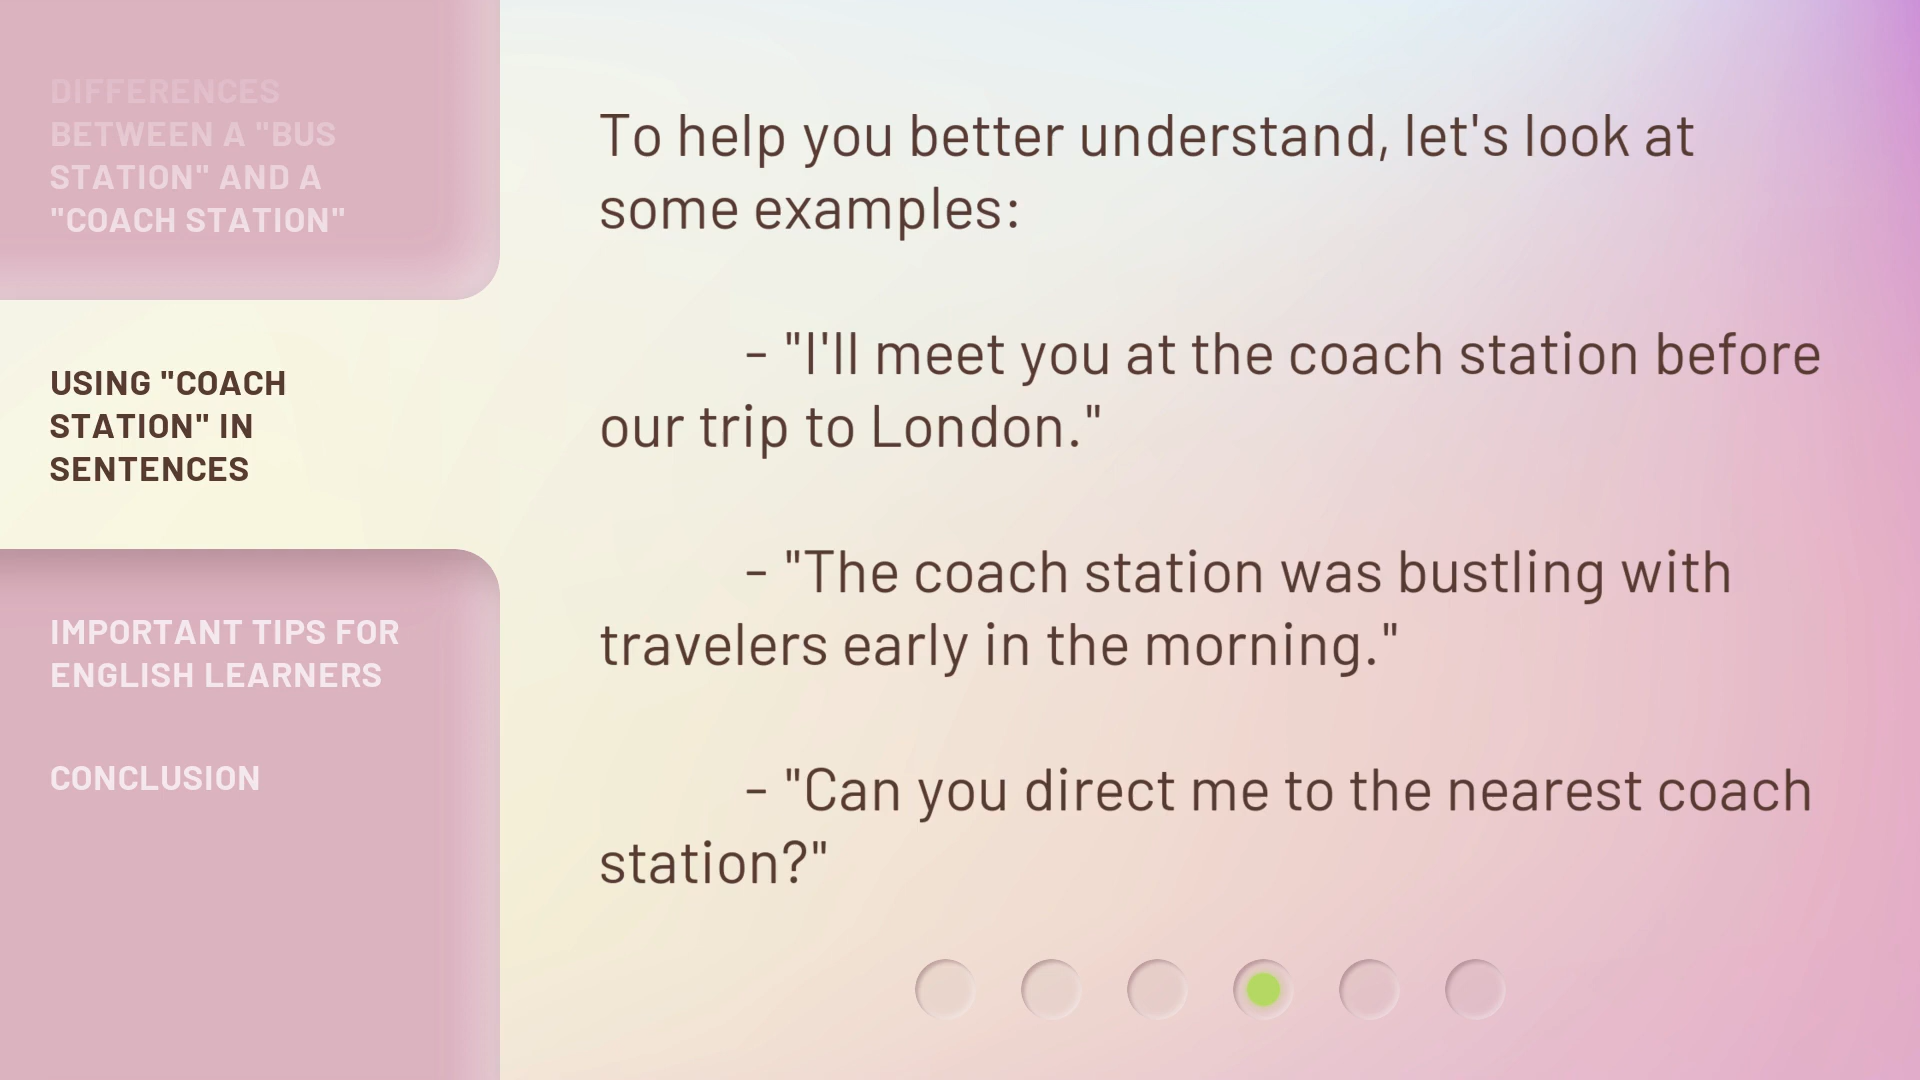 DIFFERENCES
BETWEEN A "BUS
STATION" AND A
"COACH STATION"
USING "COACH
STATION" IN
SENTENCES
IMPORTANT TIPS FOR
ENGLISH LEARNERS
CONCLUSION
To help you better understand, let's look at
some examples:
- "I'll meet you at the coach station before
our trip to London."
- "The coach station was bustling with
travelers early in the morning."
- "Can you direct me to the nearest coach
station?"